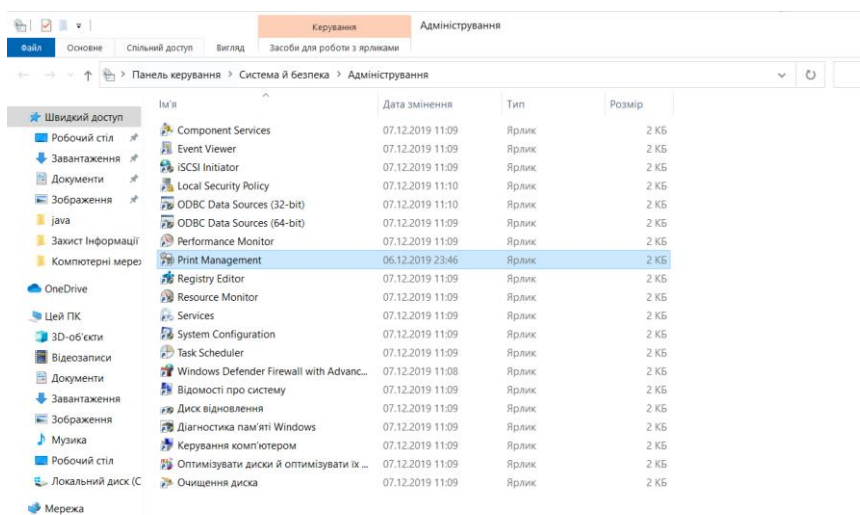 Керування
Адміністрування
Файл Основне Спільний доступ Вигляд Засоби для роботи з ярликами
Панель керування > Система й безпека > Адміністрування
Ім'я Дата змінення Тип Розмір
Швидкий доступ
Робочий стіл
Завантаження
Документи
Зображення
java
Захист Інформації
Компютерні мереж
OneDrive
Цей ПК
3D-об'єкти
Відеозаписи
Документи
Завантаження
Зображення
Музика
Робочий стіл
Локальний диск (C
Мережа
Component Services 07.12.2019 11:09 Ярлик 2 КБ
Event Viewer 07.12.2019 11:09 Ярлик 2 КБ
iSCSI Initiator 07.12.2019 11:09 Ярлик 2 КБ
Local Security Policy 07.12.2019 11:10 Ярлик 2 КБ
ODBC Data Sources (32-bit) 07.12.2019 11:10 Ярлик 2 КБ
ODBC Data Sources (64-bit) 07.12.2019 11:09 Ярлик 2 КБ
Performance Monitor 07.12.2019 11:09 Ярлик 2 КБ
Print Management 06.12.2019 23:46 Ярлик 2 КБ
Registry Editor 07.12.2019 11:09 Ярлик 2 КБ
Resource Monitor 07.12.2019 11:09 Ярлик 2 КБ
Services 07.12.2019 11:09 Ярлик 2 КБ
System Configuration 07.12.2019 11:09 Ярлик 2 КБ
Task Scheduler 07.12.2019 11:09 Ярлик 2 КБ
Windows Defender Firewall with Advanc... 07.12.2019 11:08 Ярлик 2 КБ
Відомості про систему 07.12.2019 11:09 Ярлик 2 КБ
Диск відновлення 07.12.2019 11:09 Ярлик 2 КБ
Діагностика пам'яті Windows 07.12.2019 11:09 Ярлик 2 КБ
Керування комп'ютером 07.12.2019 11:09 Ярлик 2 КБ
Оптимізувати диски й оптимізувати їх ... 07.12.2019 11:09 Ярлик 2 КБ
Очищення диска 07.12.2019 11:09 Ярлик 2 КБ